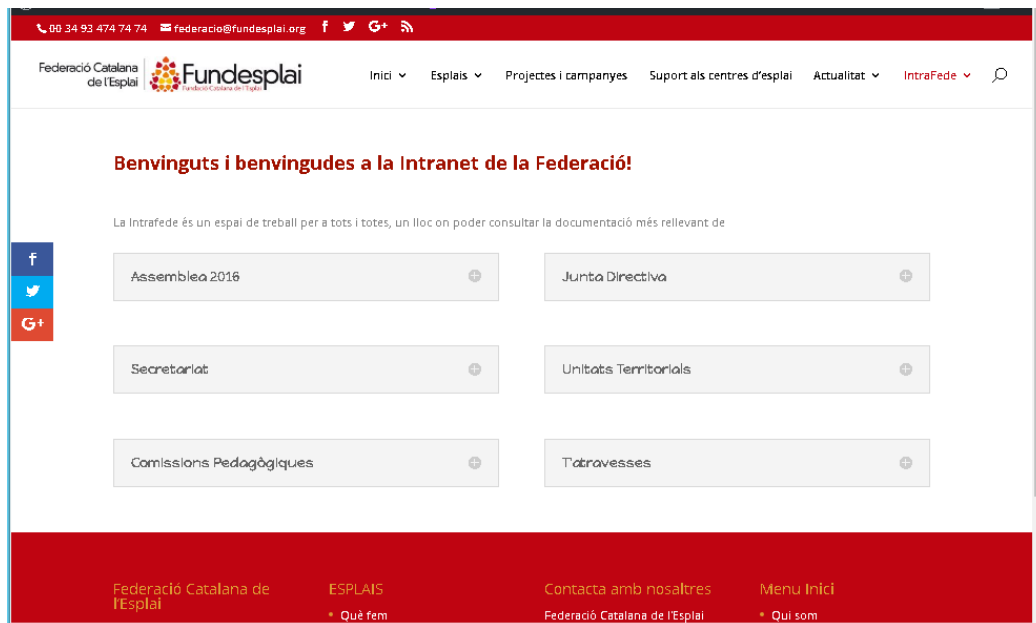 00 34 93 474 74 74 federacio@fundesplai.org
Federació Catalana
de l'Esplai
Fundesplai
Fundació Catalana de l'Esplai
Inici Esplais Projectes i campanyes Suport als centres d'esplai Actualitat IntraFede
Benvinguts i benvingudes a la Intranet de la Federació!
La Intrafede és un espai de treball per a tots i totes, un lloc on poder consultar la documentació més rellevant de
Assemblea 2016 Junta Directiva
Secretariat Unitats Territorials
Comissions Pedagògiques T'atravesses
Federació Catalana de l'Esplai ESPLAIS Contacta amb nosaltres Menu Inici
Què fem Federació Catalana de l'Esplai Qui som